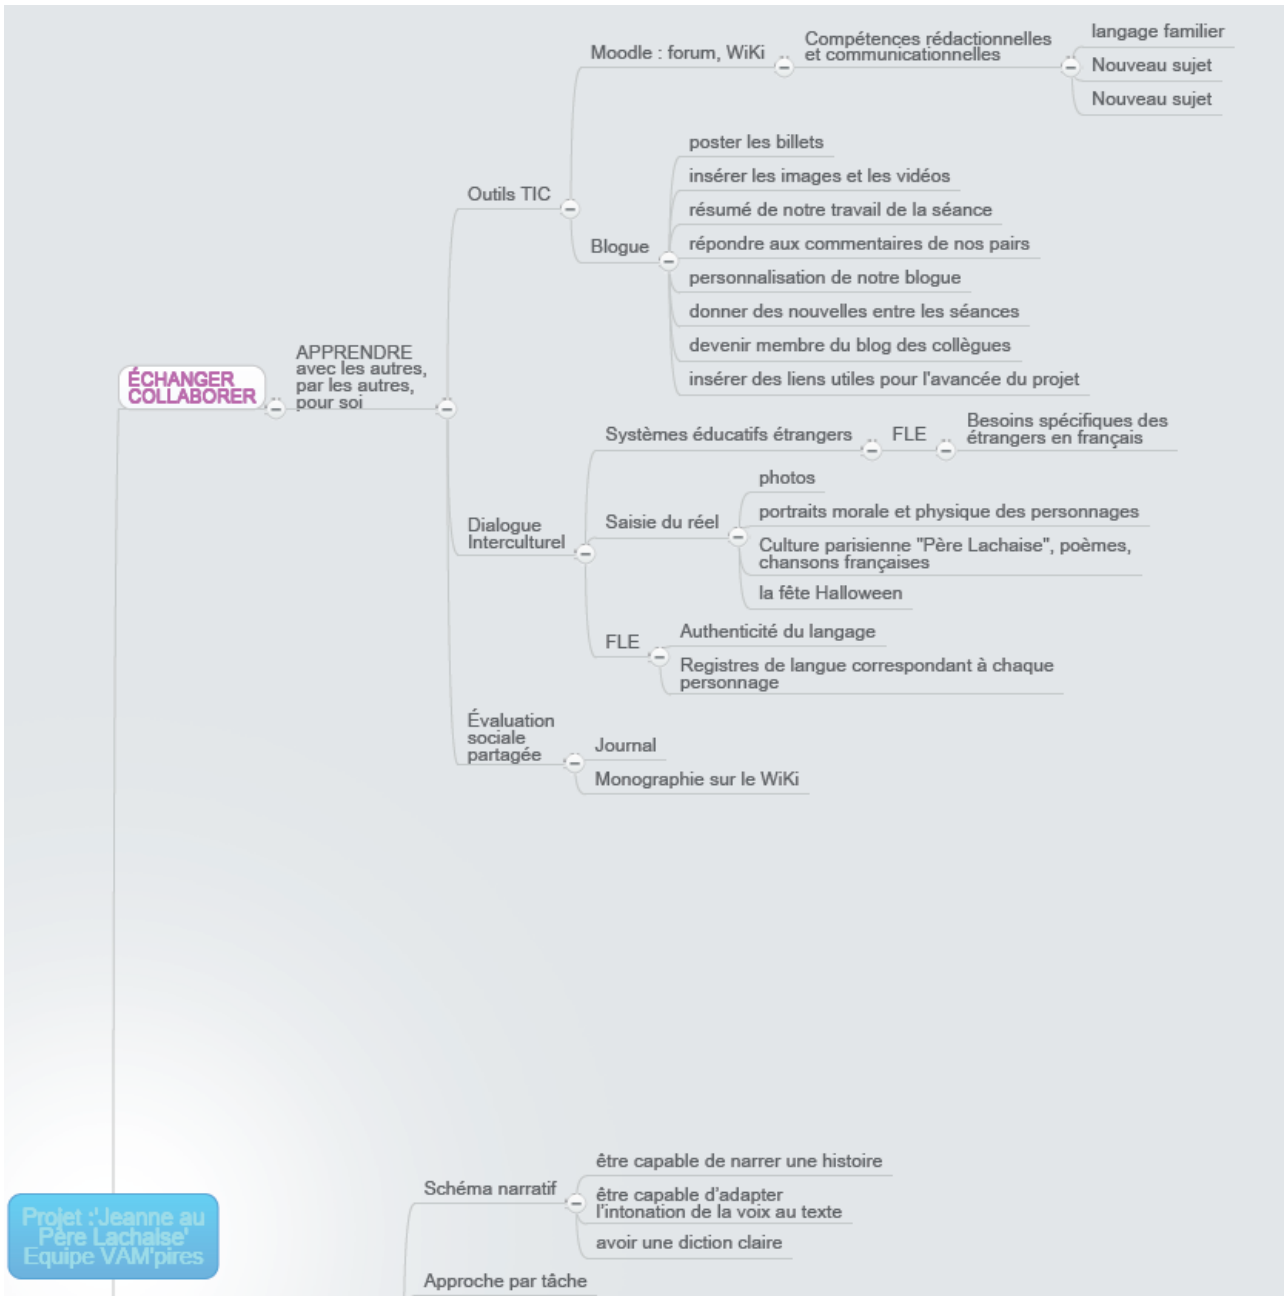 langage familier
Moodle : forum, WiKi
Compétences rédactionnelles
et communicationnelles
Nouveau sujet
Nouveau sujet
poster les billets
insérer les images et les vidéos
Outils TIC
résumé de notre travail de la séance
Blogue
répondre aux commentaires de nos pairs
personnalisation de notre blogue
donner des nouvelles entre les séances
devenir membre du blog des collègues
insérer des liens utiles pour l'avancée du projet
ÉCHANGER
COLLABORER
APPRENDRE
avec les autres,
par les autres,
pour soi
Systèmes éducatifs étrangers
FLE
Besoins spécifiques des
étrangers en français
photos
Dialogue
Interculturel
Saisie du réel
portraits morale et physique des personnages
Culture parisienne "Père Lachaise", poèmes,
chansons françaises
la fête Halloween
FLE
Authenticité du langage
Registres de langue correspondant à chaque
personnage
Évaluation
sociale
partagée
Journal
Monographie sur le WiKi
Schéma narratif
être capable de narrer une histoire
être capable d'adapter
l'intonation de la voix au texte
avoir une diction claire
Projet :'Jeanne au
Père Lachaise'
Equipe VAM'pires
Approche par tâche